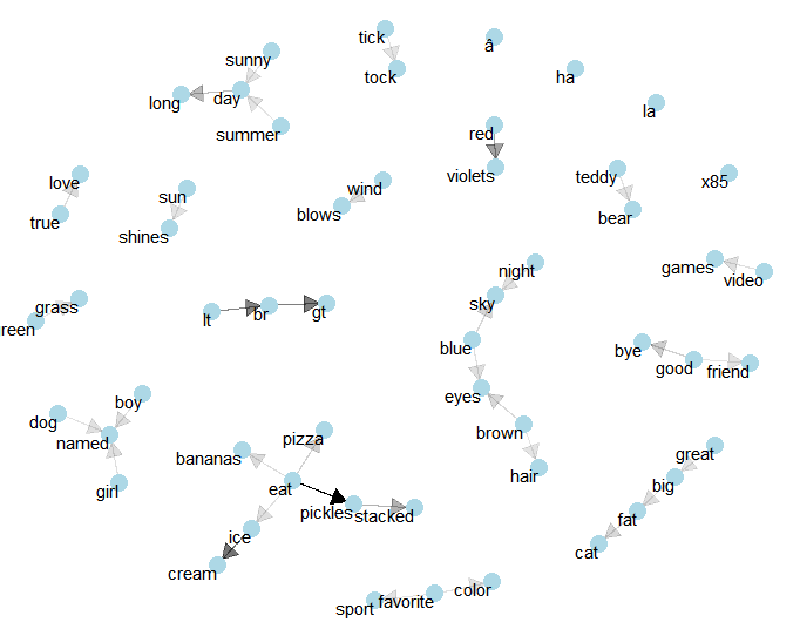 tick
â
sunny
tock
ha
long
day
la
summer
red
violets
teddy
x85
love
sun
wind
true
blows
bear
shines
night
games
video
grass
sky
lt
br
gt
reen
blue
bye
good
friend
eyes
boy
dog
named
pizza
brown
bananas
great
hair
girl
eat
big
pickles
stacked
fat
ice
cat
cream
color
sport
favorite